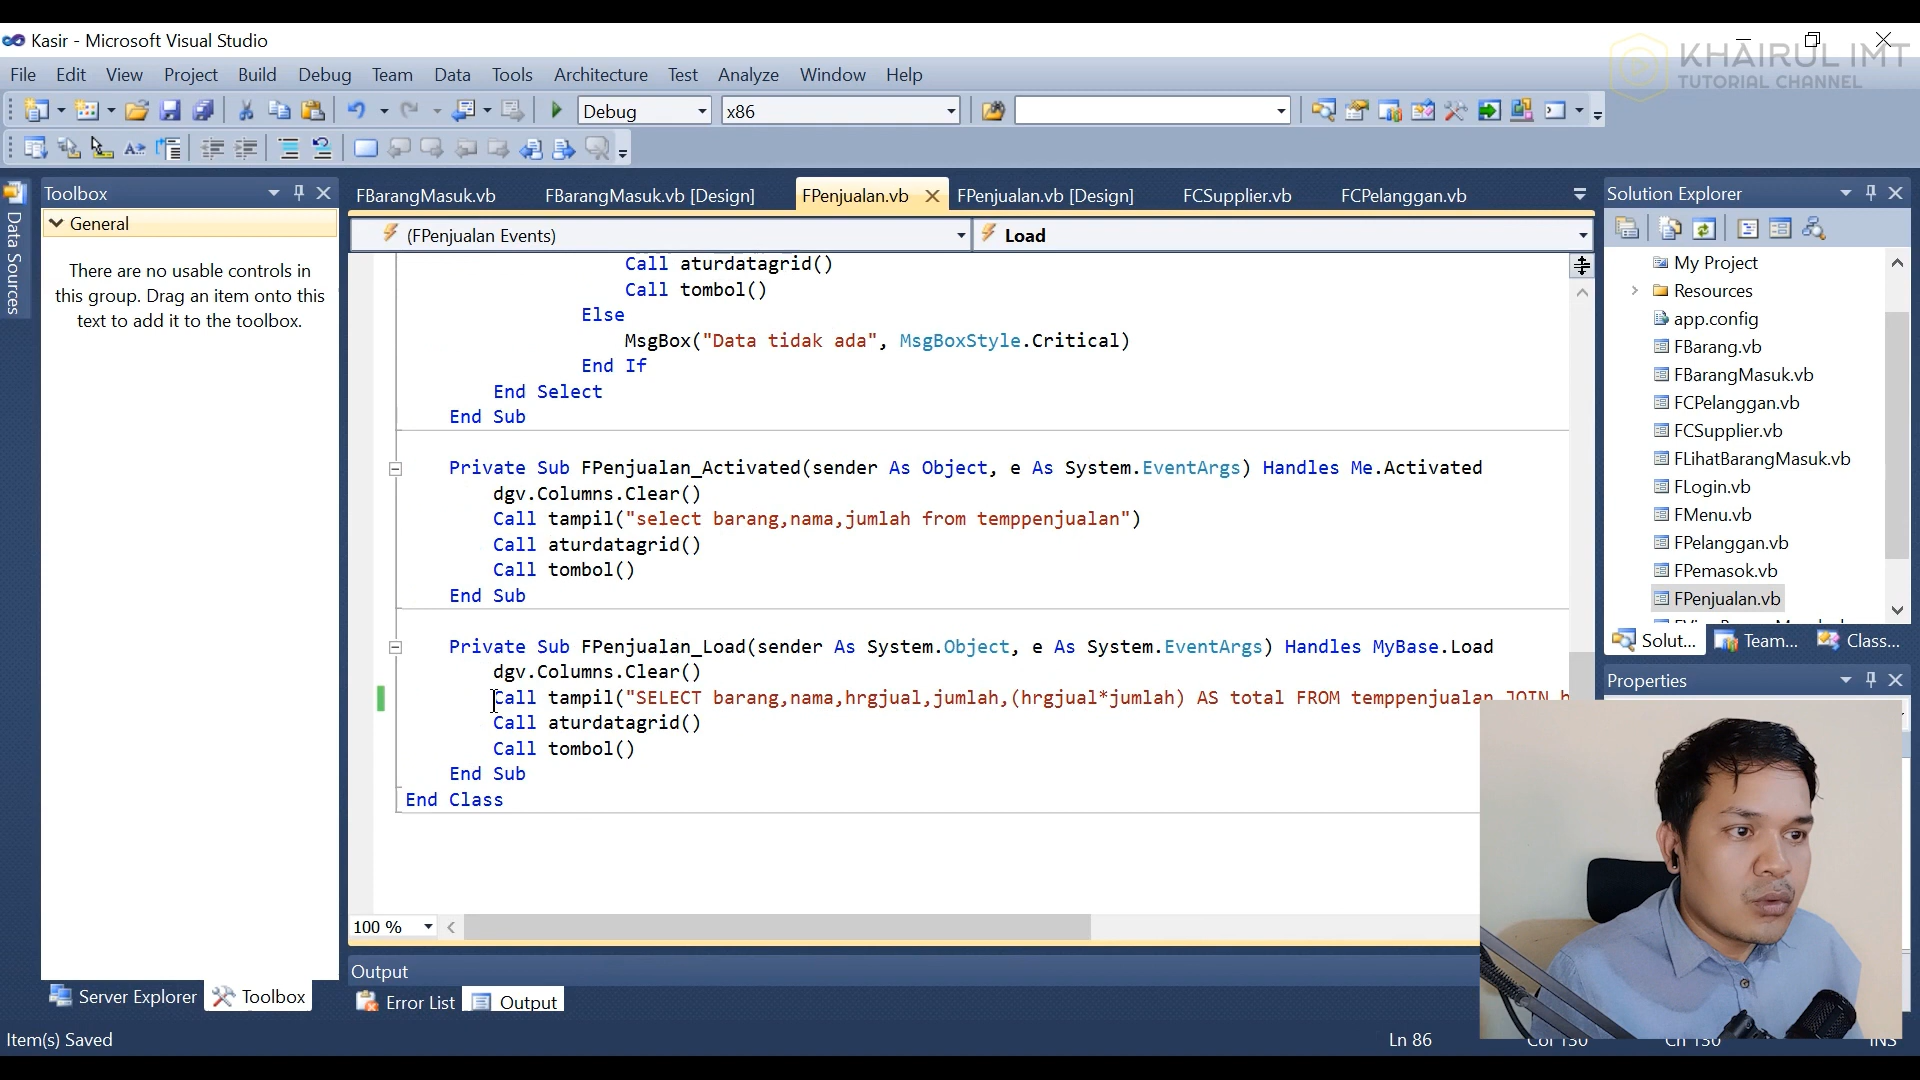 Kasir - Microsoft Visual Studio
KHAIRUL IMT
TUTORIAL CHANNEL
File Edit View Project Build Debug Team Data Tools Architecture Test Analyze Window Help
Debug x86
Data Sources
Toolbox
General
There are no usable controls in
this group. Drag an item onto this
text to add it to the toolbox.
Server Explorer Toolbox
FBarangMasuk.vb FBarangMasuk.vb [Design] FPenjualan.vb FPenjualan.vb [Design] FCSupplier.vb FCPelanggan.vb
(FPenjualan Events) Load
Call aturdatagrid()
Call tombol()
Else
MsgBox("Data tidak ada", MsgBoxStyle.Critical)
End If
End Select
End Sub
Private Sub FPenjualan_Activated(sender As Object, e As System.EventArgs) Handles Me.Activated
dgv.Columns.Clear()
Call tampil("select barang,nama,jumlah from temppenjualan")
Call aturdatagrid()
Call tombol()
End Sub
Private Sub FPenjualan_Load(sender As System.Object, e As System.EventArgs) Handles MyBase.Load
dgv.Columns.Clear()
Call tampil("SELECT barang,nama,hrgjual,jumlah,(hrgjual*jumlah) AS total FROM temppenjualan JOIN b
Call aturdatagrid()
Call tombol()
End Sub
End Class
100 %
Output
Error List Output
Solution Explorer
My Project
Resources
app.config
FBarang.vb
FBarangMasuk.vb
FCPelanggan.vb
FCSupplier.vb
FLihatBarangMasuk.vb
FLogin.vb
FMenu.vb
FPelanggan.vb
FPemasok.vb
FPenjualan.vb
Solut... Team... Class...
Properties
Item(s) Saved Ln 86 Col 130 Ch 130 INS